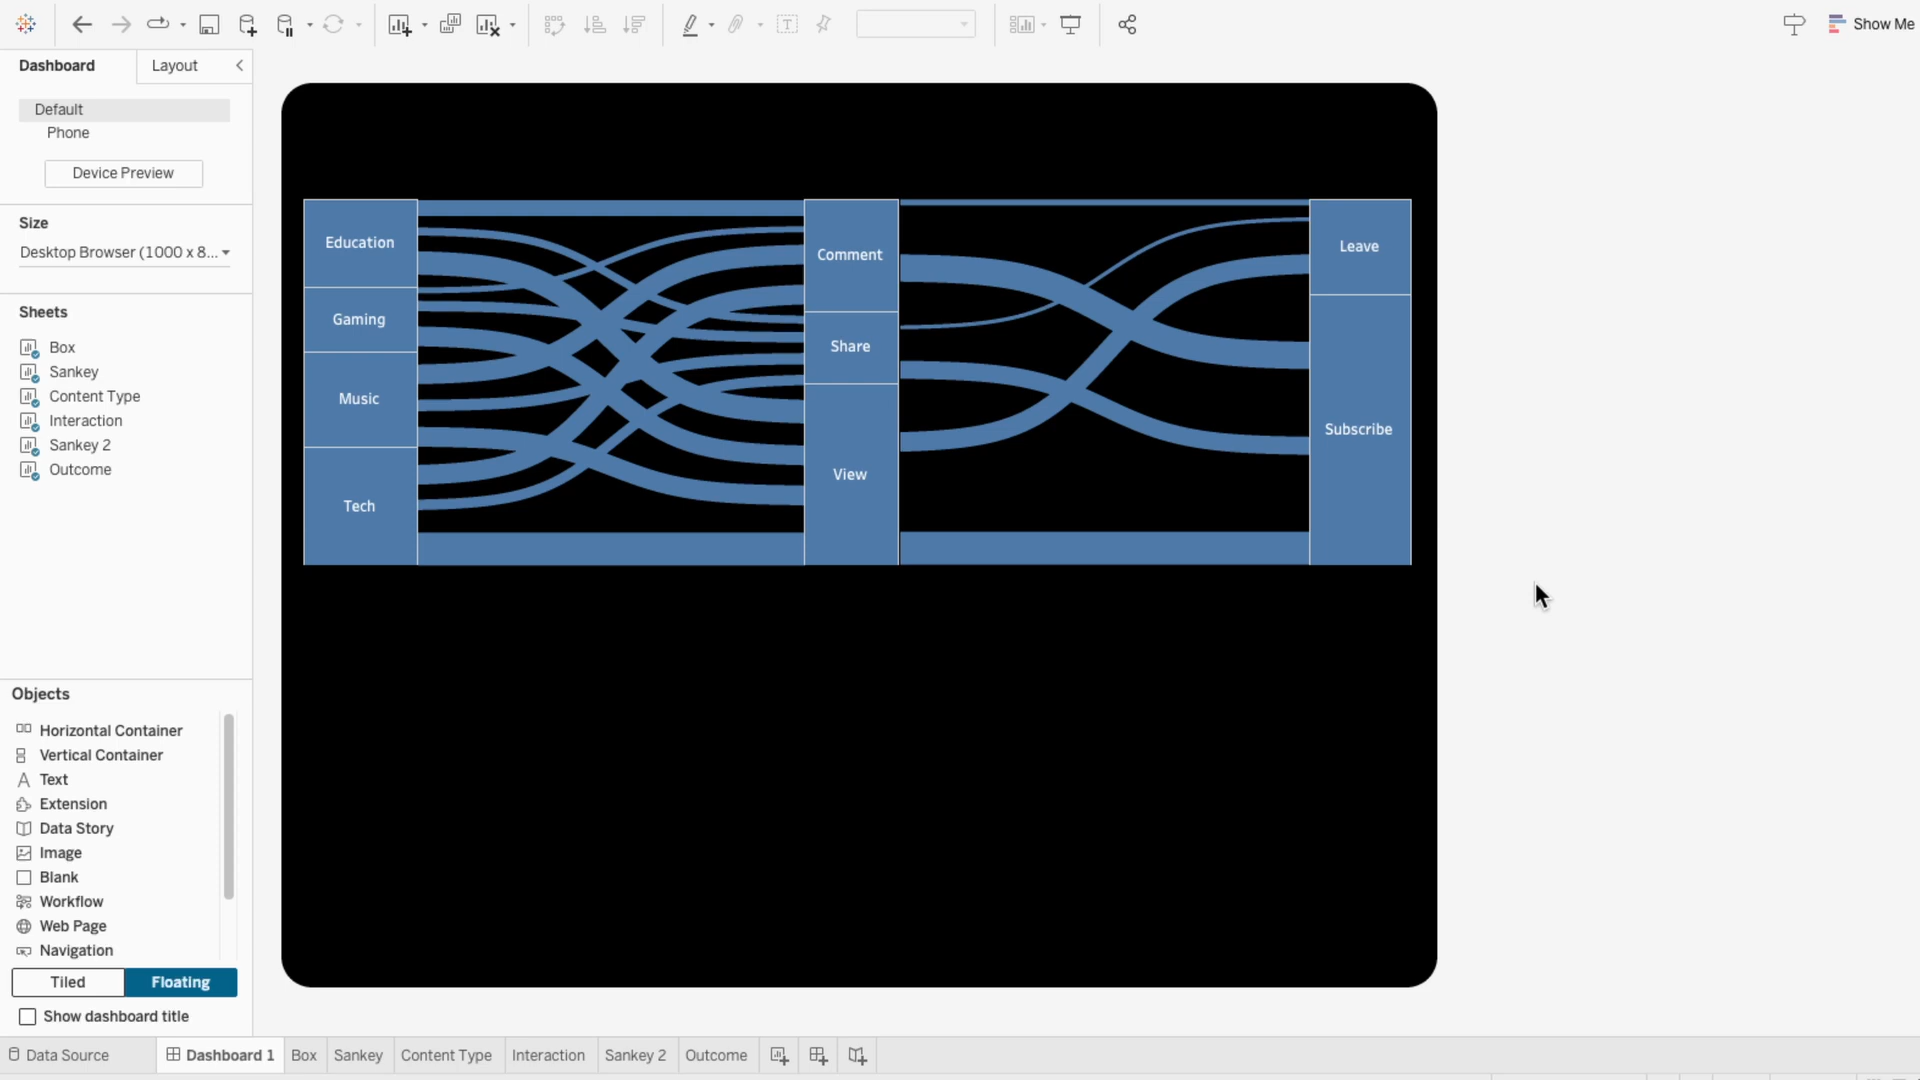 Show Me
Dashboard
Layout
Default
Phone
Device Preview
Size
Desktop Browser (1000 x 8...
Sheets
Box
Sankey
Content Type
Interaction
Sankey 2
Outcome
Objects
Horizontal Container
Vertical Container
Text
Extension
Data Story
Image
Blank
Workflow
Web Page
Navigation
Tiled
Floating
Show dashboard title
Education
Gaming
Music
Tech
Comment
Share
View
Leave
Subscribe
Data Source
Dashboard 1
Box
Sankey
Content Type
Interaction
Sankey 2
Outcome